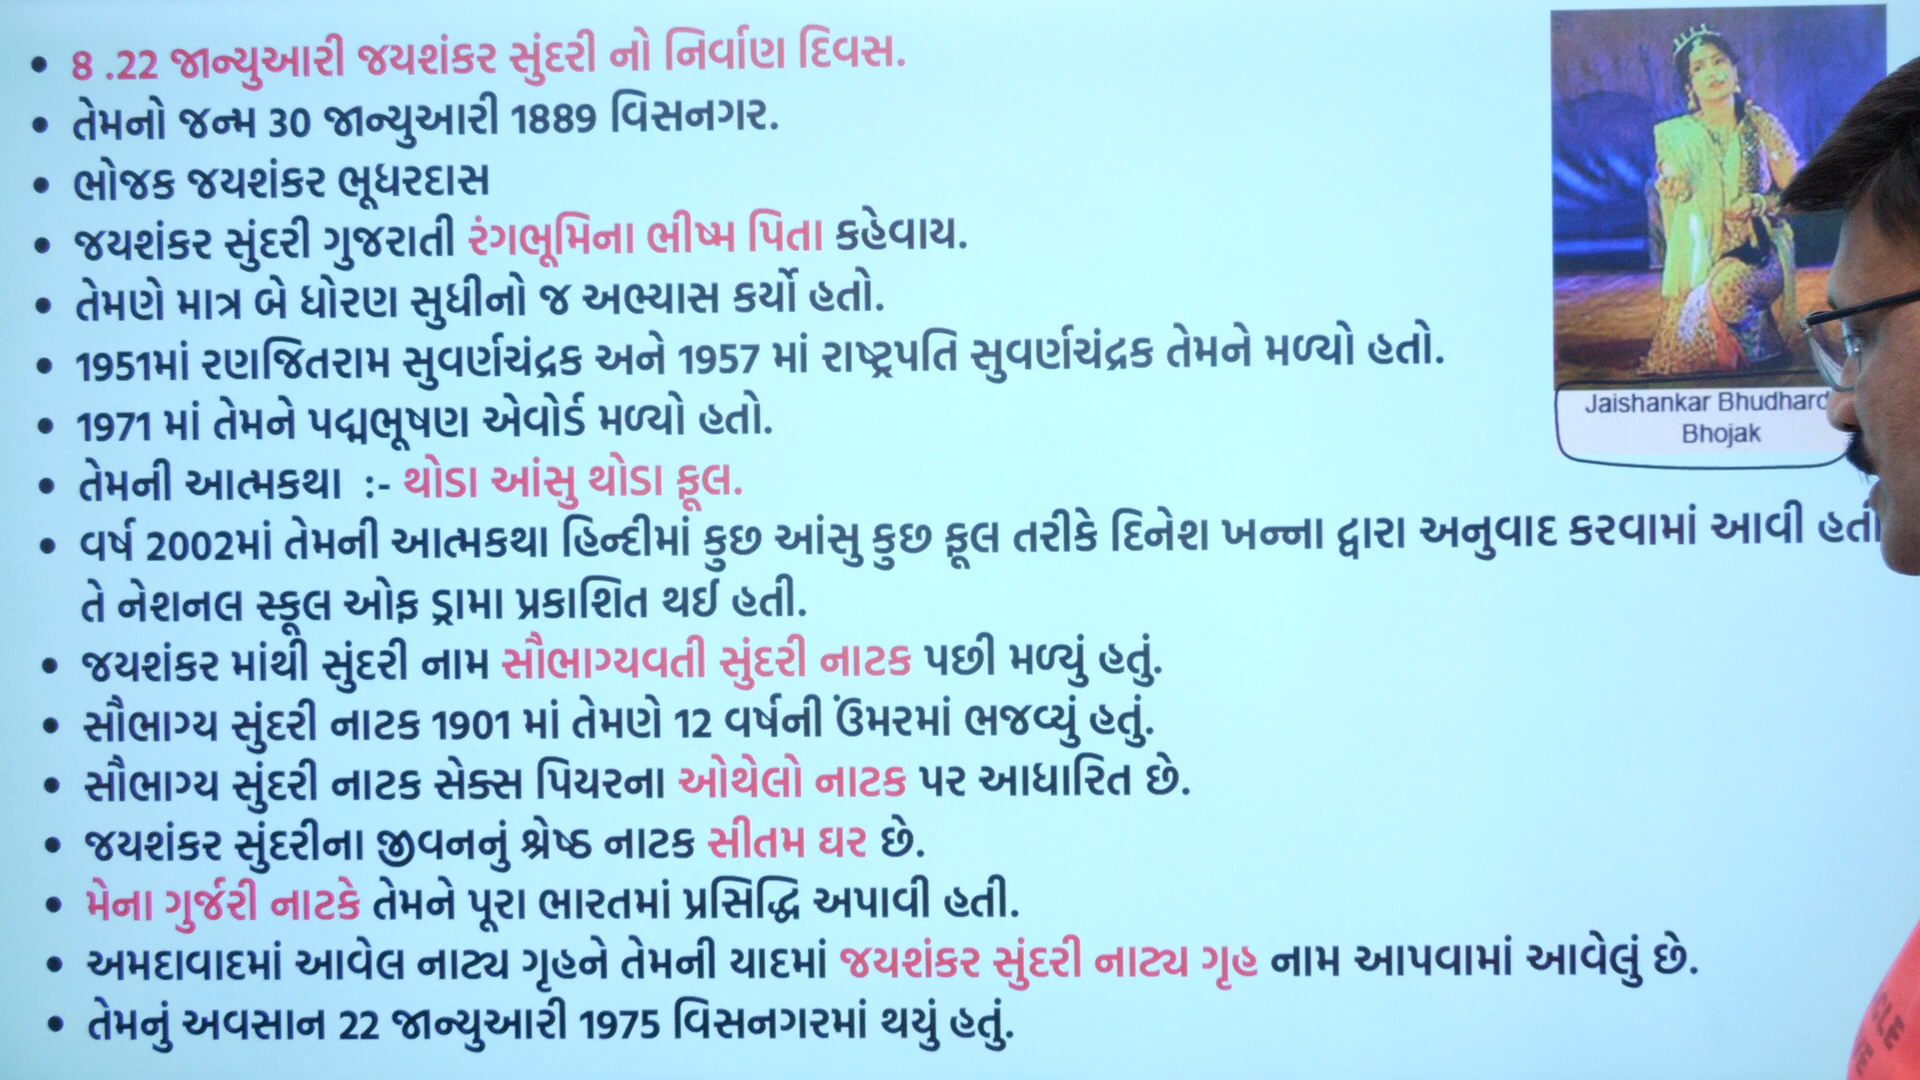 • 8 .22 જાન્યુઆરી જયશંકર સુંદરી નો નિર્વાણ દિવસ.
• તેમનો જન્મ 30 જાન્યુઆરી 1889 વિસનગર.
• ભોજક જયશંકર ભૂધરદાસ
• જયશંકર સુંદરી ગુજરાતી રંગભૂમિના ભીષ્મ પિતા કહેવાય.
• તેમણે માત્ર બે ધોરણ સુધીનો જ અભ્યાસ કર્યો હતો.
• 1951માં રણજિતરામ સુવર્ણચંદ્રક અને 1957 માં રાષ્ટ્રપતિ સુવર્ણચંદ્રક તેમને મળ્યો હતો.
• 1971 માં તેમને પદ્મભૂષણ એવોર્ડ મળ્યો હતો.
Jaishankar Bhudhard
Bhojak
• તેમની આત્મકથા :- થોડા આંસુ થોડા ફૂલ.
• વર્ષ 2002માં તેમની આત્મકથા હિન્દીમાં કુછ આંસુ કુછ ફૂલ તરીકે દિનેશ ખન્ના દ્વારા અનુવાદ કરવામાં આવી હતી
તે નેશનલ સ્કૂલ ઓફ ડ્રામા પ્રકાશિત થઈ હતી.
• જયશંકર માંથી સુંદરી નામ સૌભાગ્યવતી સુંદરી નાટક પછી મળ્યું હતું.
• સૌભાગ્ય સુંદરી નાટક 1901 માં તેમણે 12 વર્ષની ઉંમરમાં ભજવ્યું હતું.
• સૌભાગ્ય સુંદરી નાટક સેક્સ પિયરના ઓથેલો નાટક પર આધારિત છે.
• જયશંકર સુંદરીના જીવનનું શ્રેષ્ઠ નાટક સીતમ ઘર છે.
• મેના ગુર્જરી નાટકે તેમને પૂરા ભારતમાં પ્રસિદ્ધિ અપાવી હતી.
• અમદાવાદમાં આવેલ નાટ્ય ગૃહને તેમની યાદમાં જયશંકર સુંદરી નાટ્ય ગૃહ નામ આપવામાં આવેલું છે.
• તેમનું અવસાન 22 જાન્યુઆરી 1975 વિસનગરમાં થયું હતું.